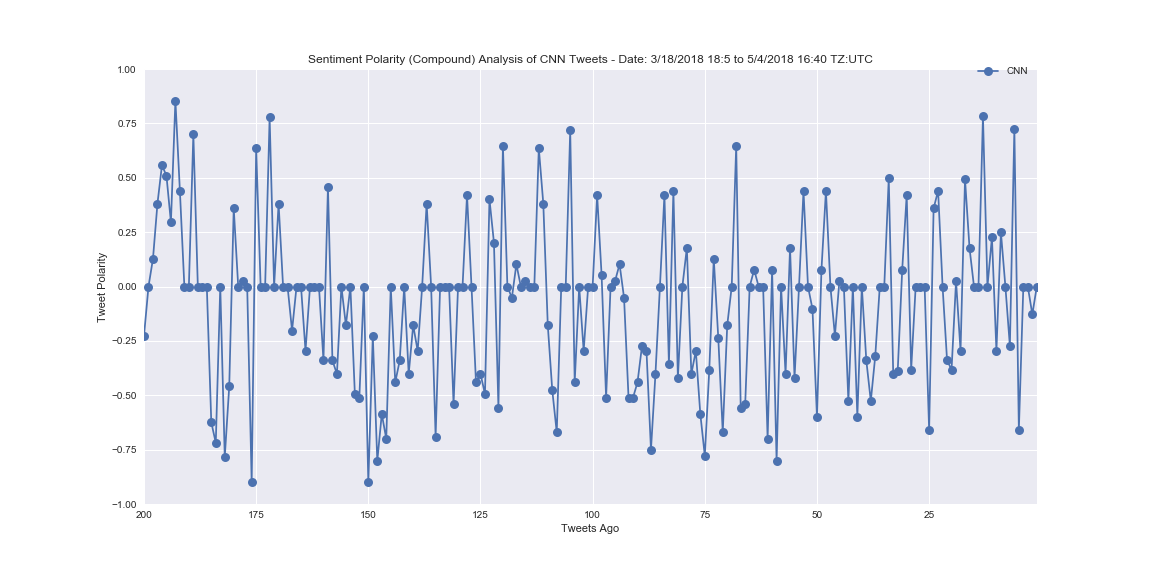 Sentiment Polarity (Compound) Analysis of CNN Tweets - Date: 3/18/2018 18:5 to 5/4/2018 16:40 TZ:UTC
CNN
1.00
0.75
0.50
0.25
0.00
−0.25
−0.50
−0.75
−1.00
Tweet Polarity
200 175 150 125 100 75 50 25
Tweets Ago